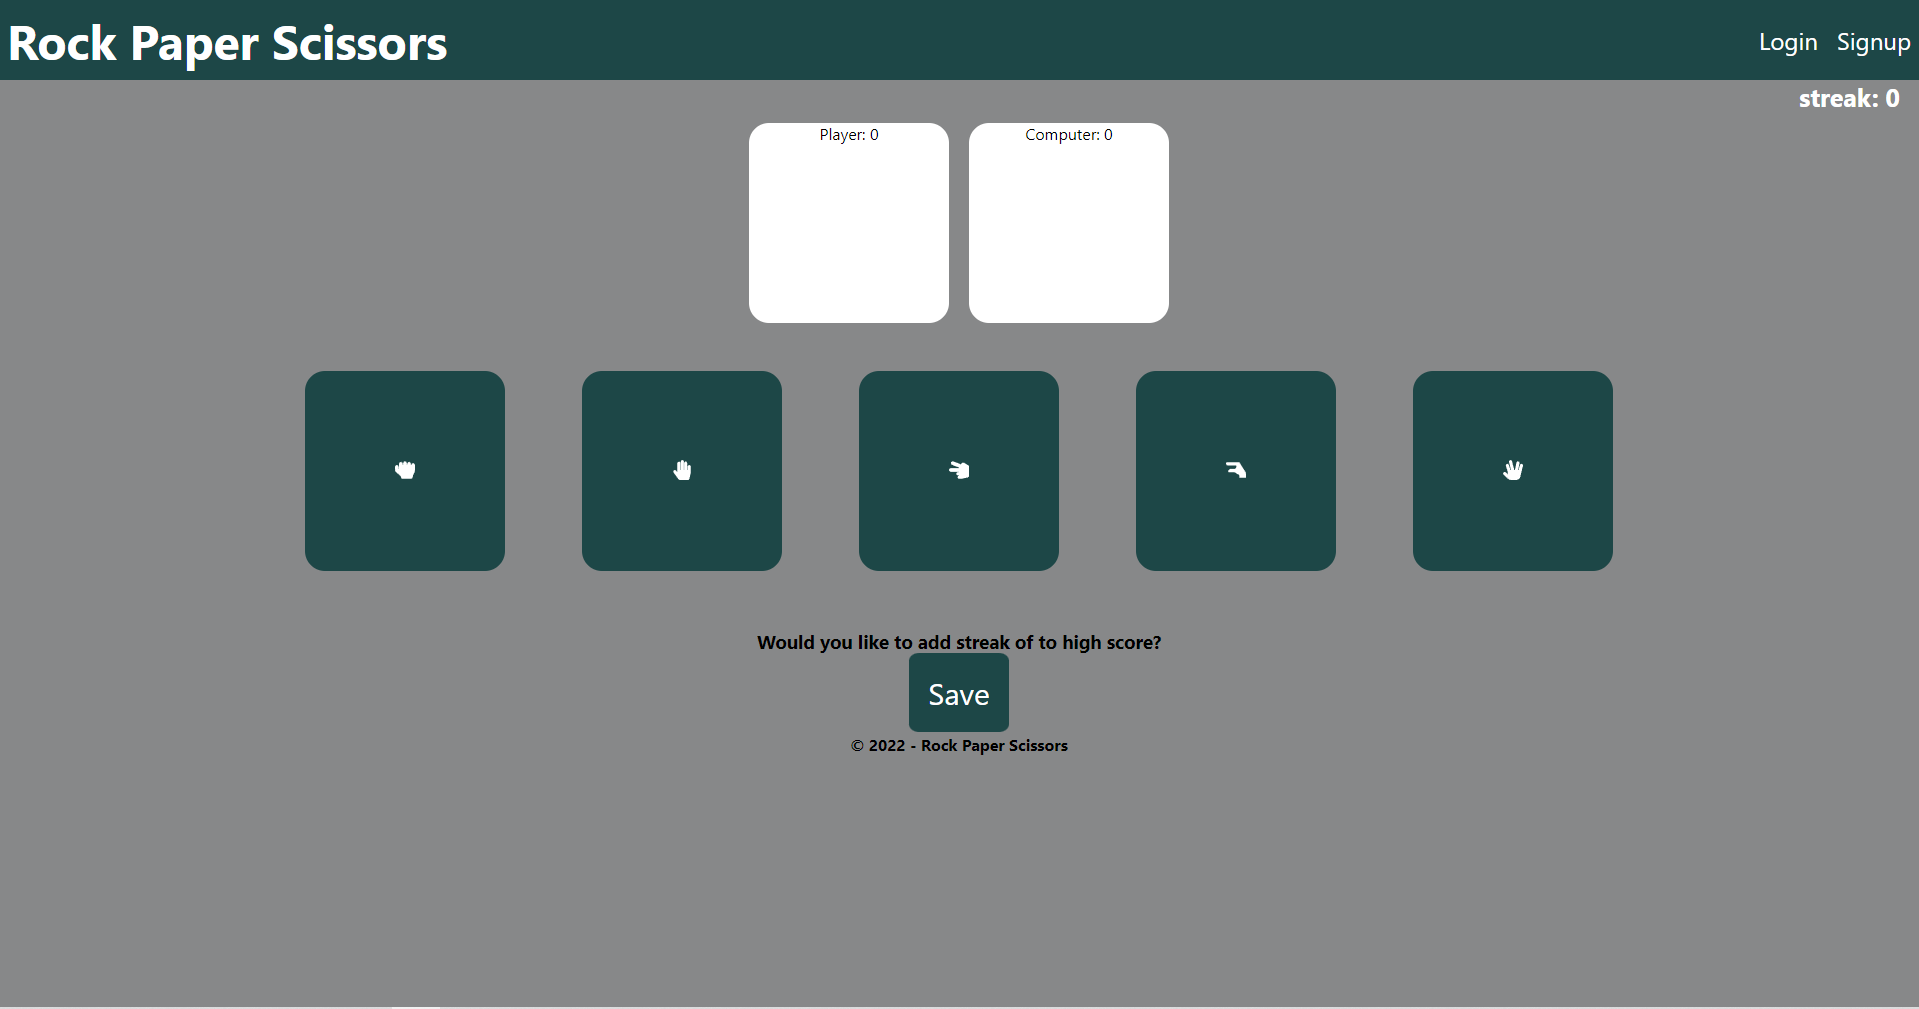 Rock Paper Scissors
Login Signup
streak: 0
Player: 0
Computer: 0
Would you like to add streak of to high score?
Save
© 2022 - Rock Paper Scissors